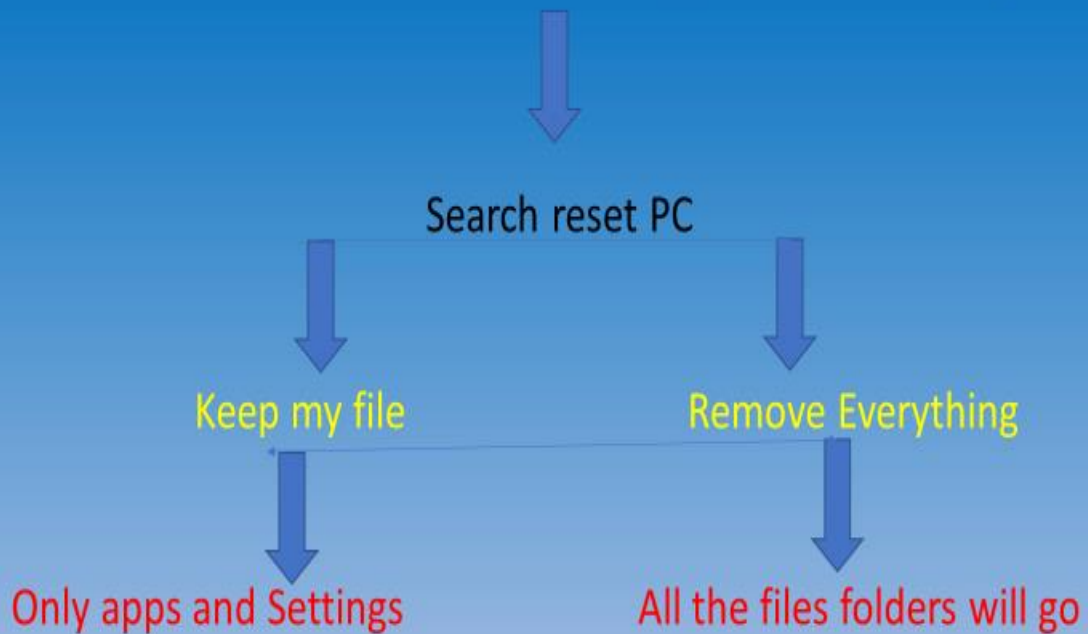 Search reset PC
Keep my file
Remove Everything
Only apps and Settings
All the files folders will go